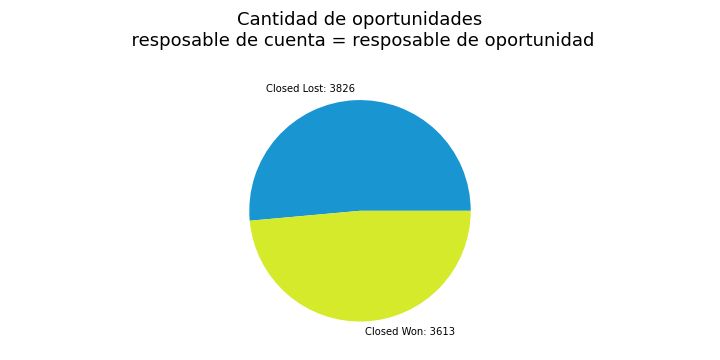 Cantidad de oportunidades
resposable de cuenta = resposable de oportunidad
Closed Lost: 3826
Closed Won: 3613